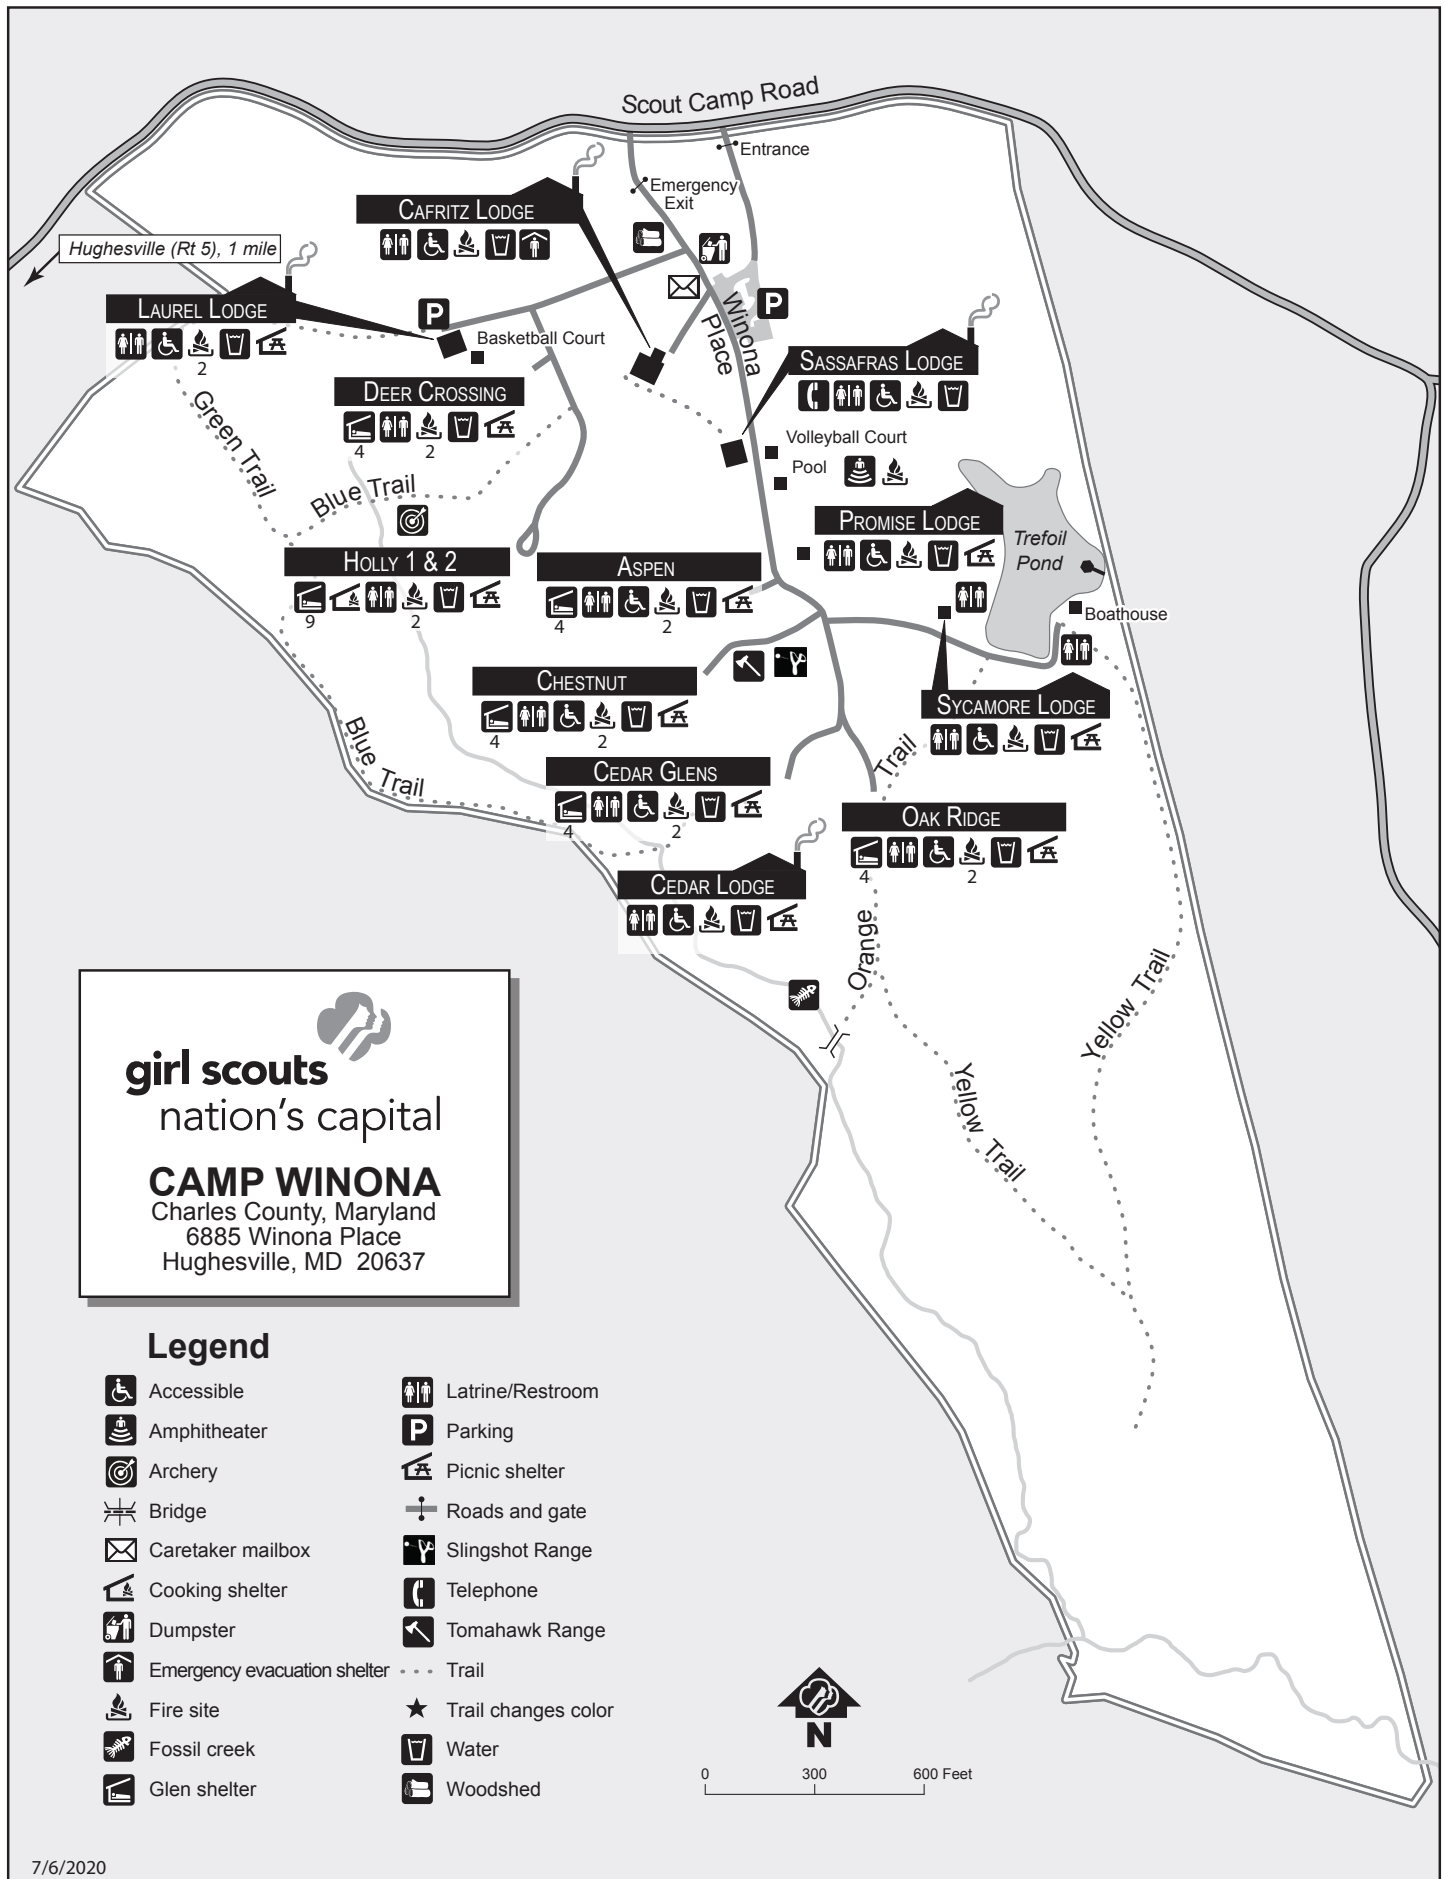 Scout Camp Road
Entrance
Emergency
Exit
CAFRITZ LODGE
Hughesville (Rt 5), 1 mile
LAUREL LODGE
2
P
Basketball Court
Winona
Place
P
SASSAFRAS LODGE
DEER CROSSING
4
2
Green Trail
Blue Trail
Volleyball Court
Pool
PROMISE LODGE
Trefoil
Pond
HOLLY 1 & 2
9
2
ASPEN
4
2
Boathouse
CHESTNUT
4
2
SYCAMORE LODGE
Blue Trail
Trail
CEDAR GLENS
4
2
OAK RIDGE
4
2
CEDAR LODGE
Orange
Yellow Trail
Yellow Trail
girl scouts
nation's capital
CAMP WINONA
Charles County, Maryland
6885 Winona Place
Hughesville, MD 20637
Legend
Accessible
Amphitheater
Archery
Bridge
Caretaker mailbox
Cooking shelter
Dumpster
Emergency evacuation shelter
Fire site
Fossil creek
Glen shelter
Latrine/Restroom
P Parking
Picnic shelter
Roads and gate
Slingshot Range
Telephone
Tomahawk Range
Trail
Trail changes color
Water
Woodshed
N
0 300 600 Feet
7/6/2020